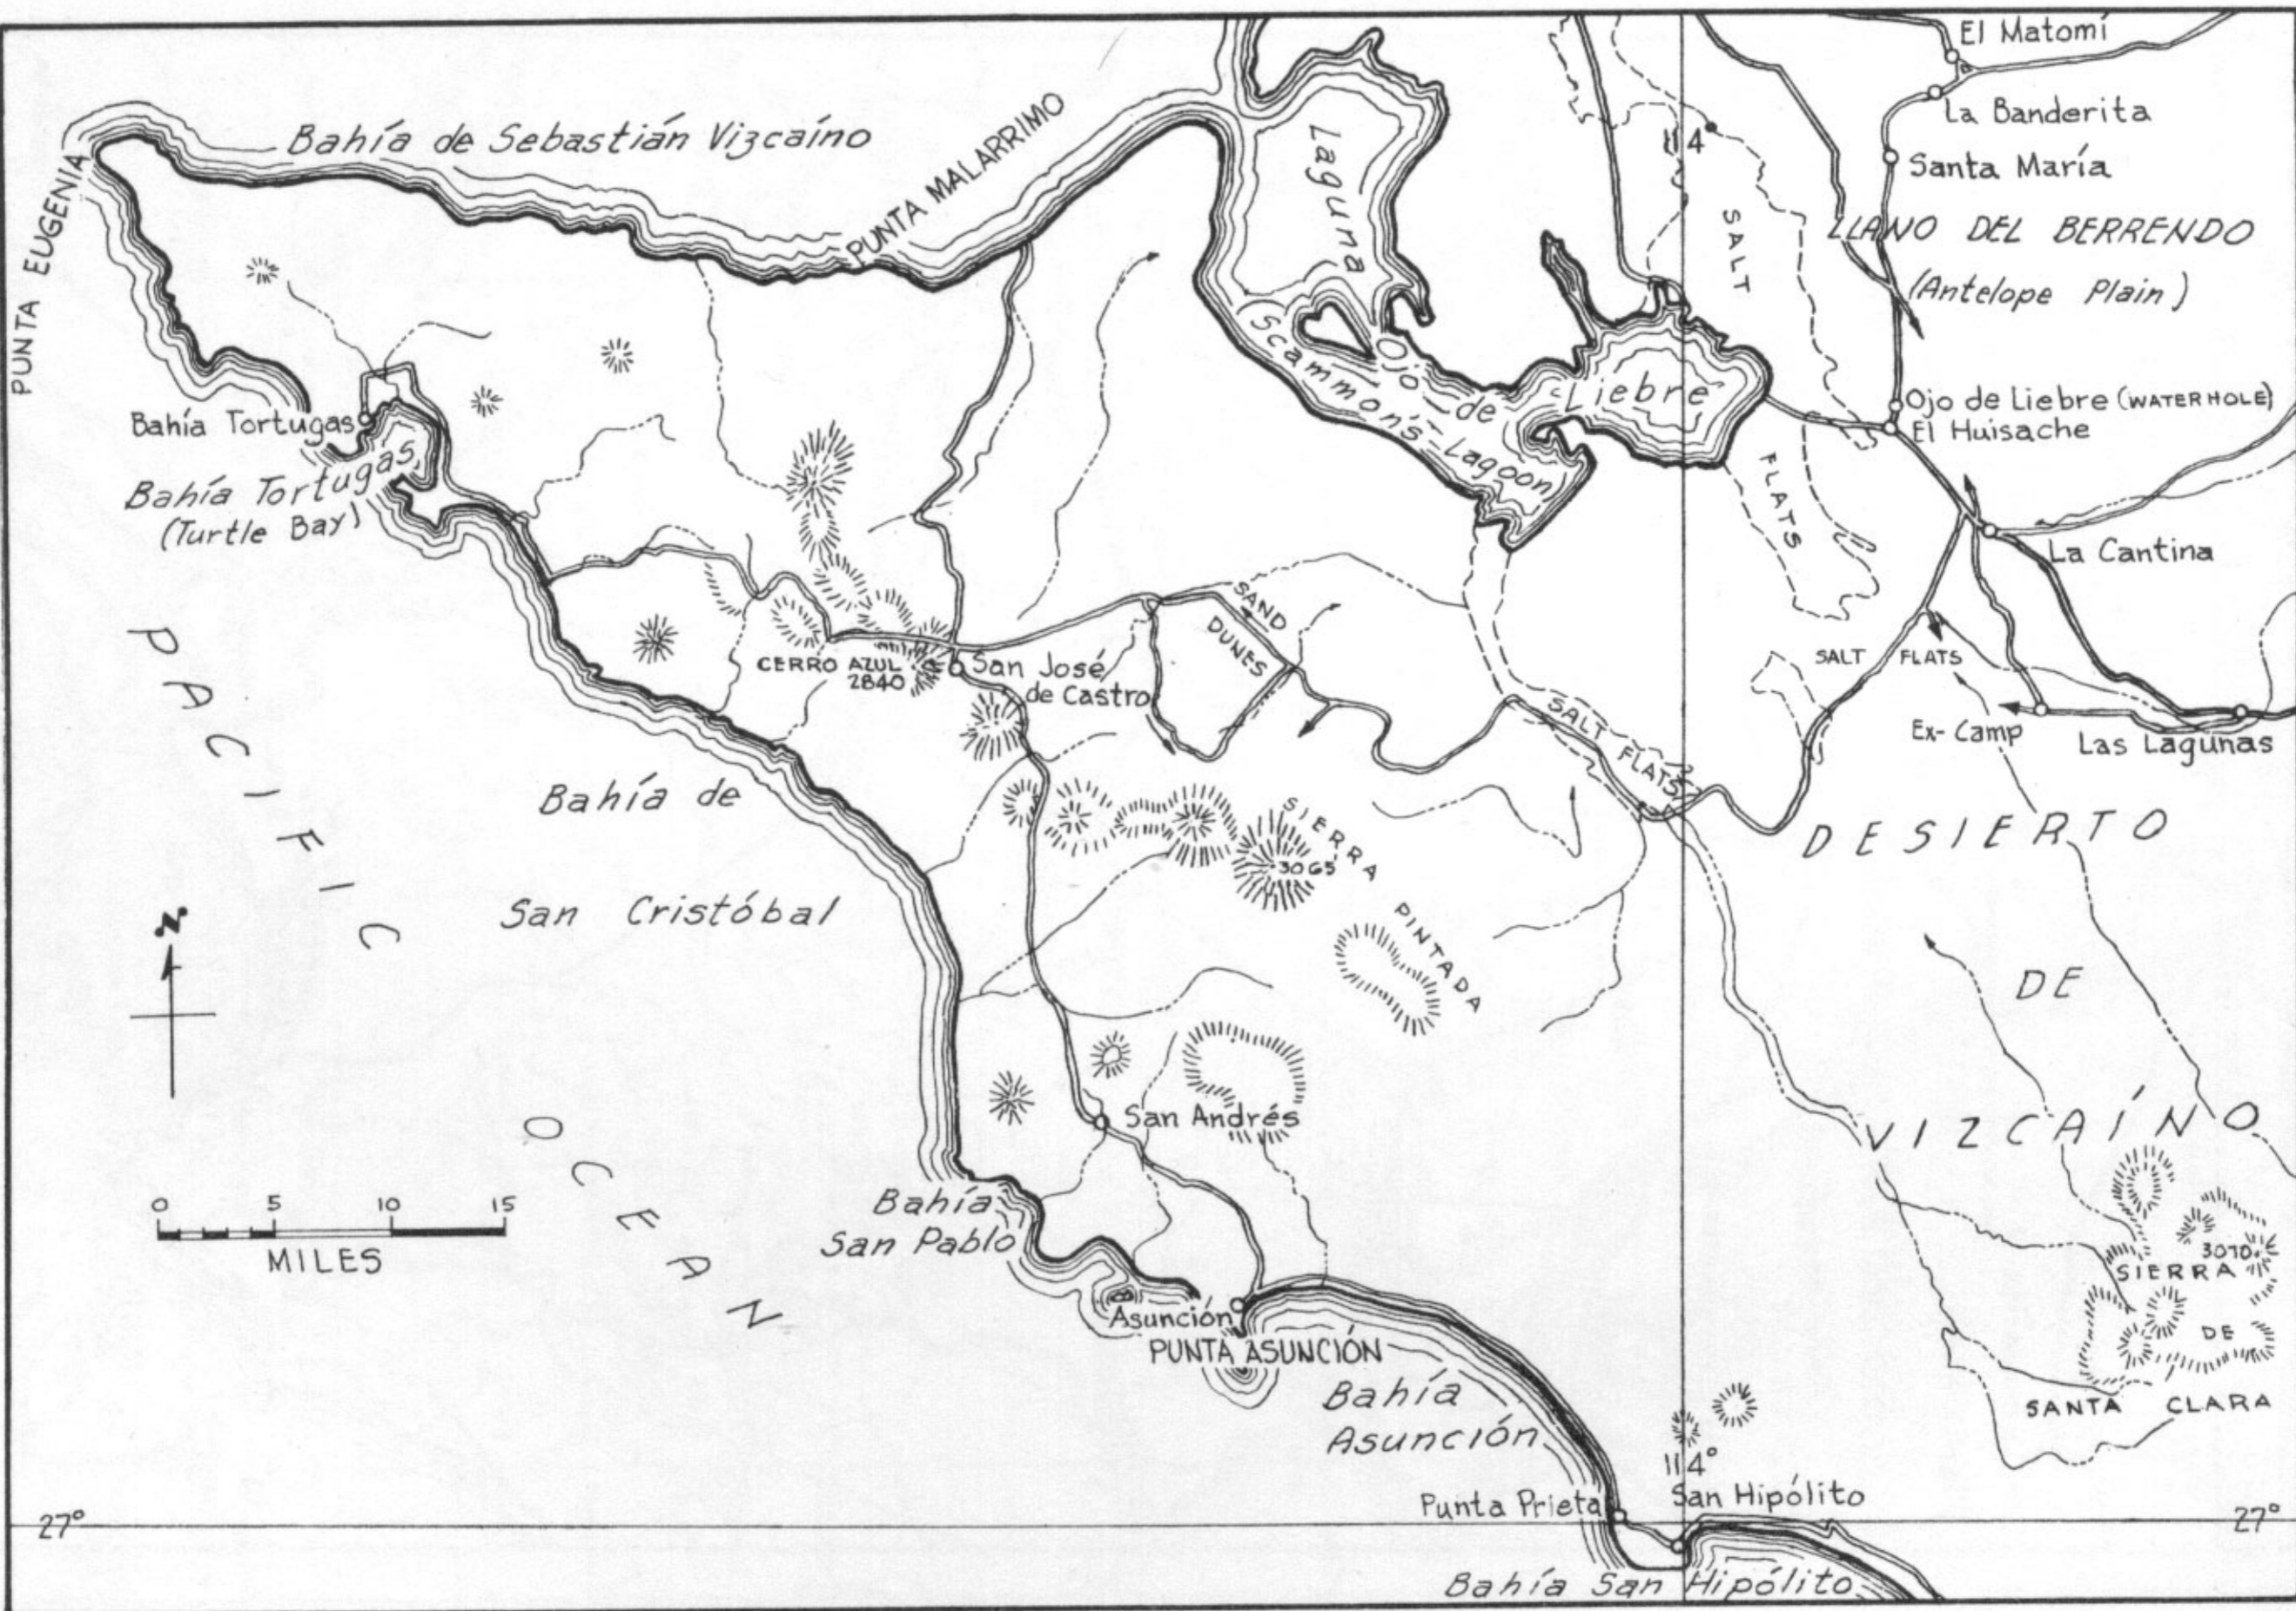 El Matomí
La Banderita
Santa María
LLANO DEL BERRENDO
(Antelope Plain)
114
SALT
FLATS
Bahía de Sebastián Vizcaíno
PUNTA MALARRIMO
PUNTA EUGENIA
Laguna
Ojo de Liebre
Scammon's Lagoon
Ojo de Liebre (WATERHOLE)
El Huisache
La Cantina
Bahía Tortugas
Bahía Tortugas
(Turtle Bay)
SAND
DUNES
CERRO AZUL
2840
San José
de Castro
SALT FLATS
SALT FLATS
Ex-Camp
Las Lagunas
PACIFIC
OCEAN
Bahía de
San Cristóbal
SIERRA PINTADA
3065
DESIERTO
DE
VIZCAÍNO
N
San Andrés
0 5 10 15
MILES
Bahía
San Pablo
Asunción
PUNTA ASUNCIÓN
Bahía
Asunción
3070
SIERRA
DE
SANTA CLARA
114°
Punta Prieta
San Hipólito
27°
27°
Bahía San Hipólito